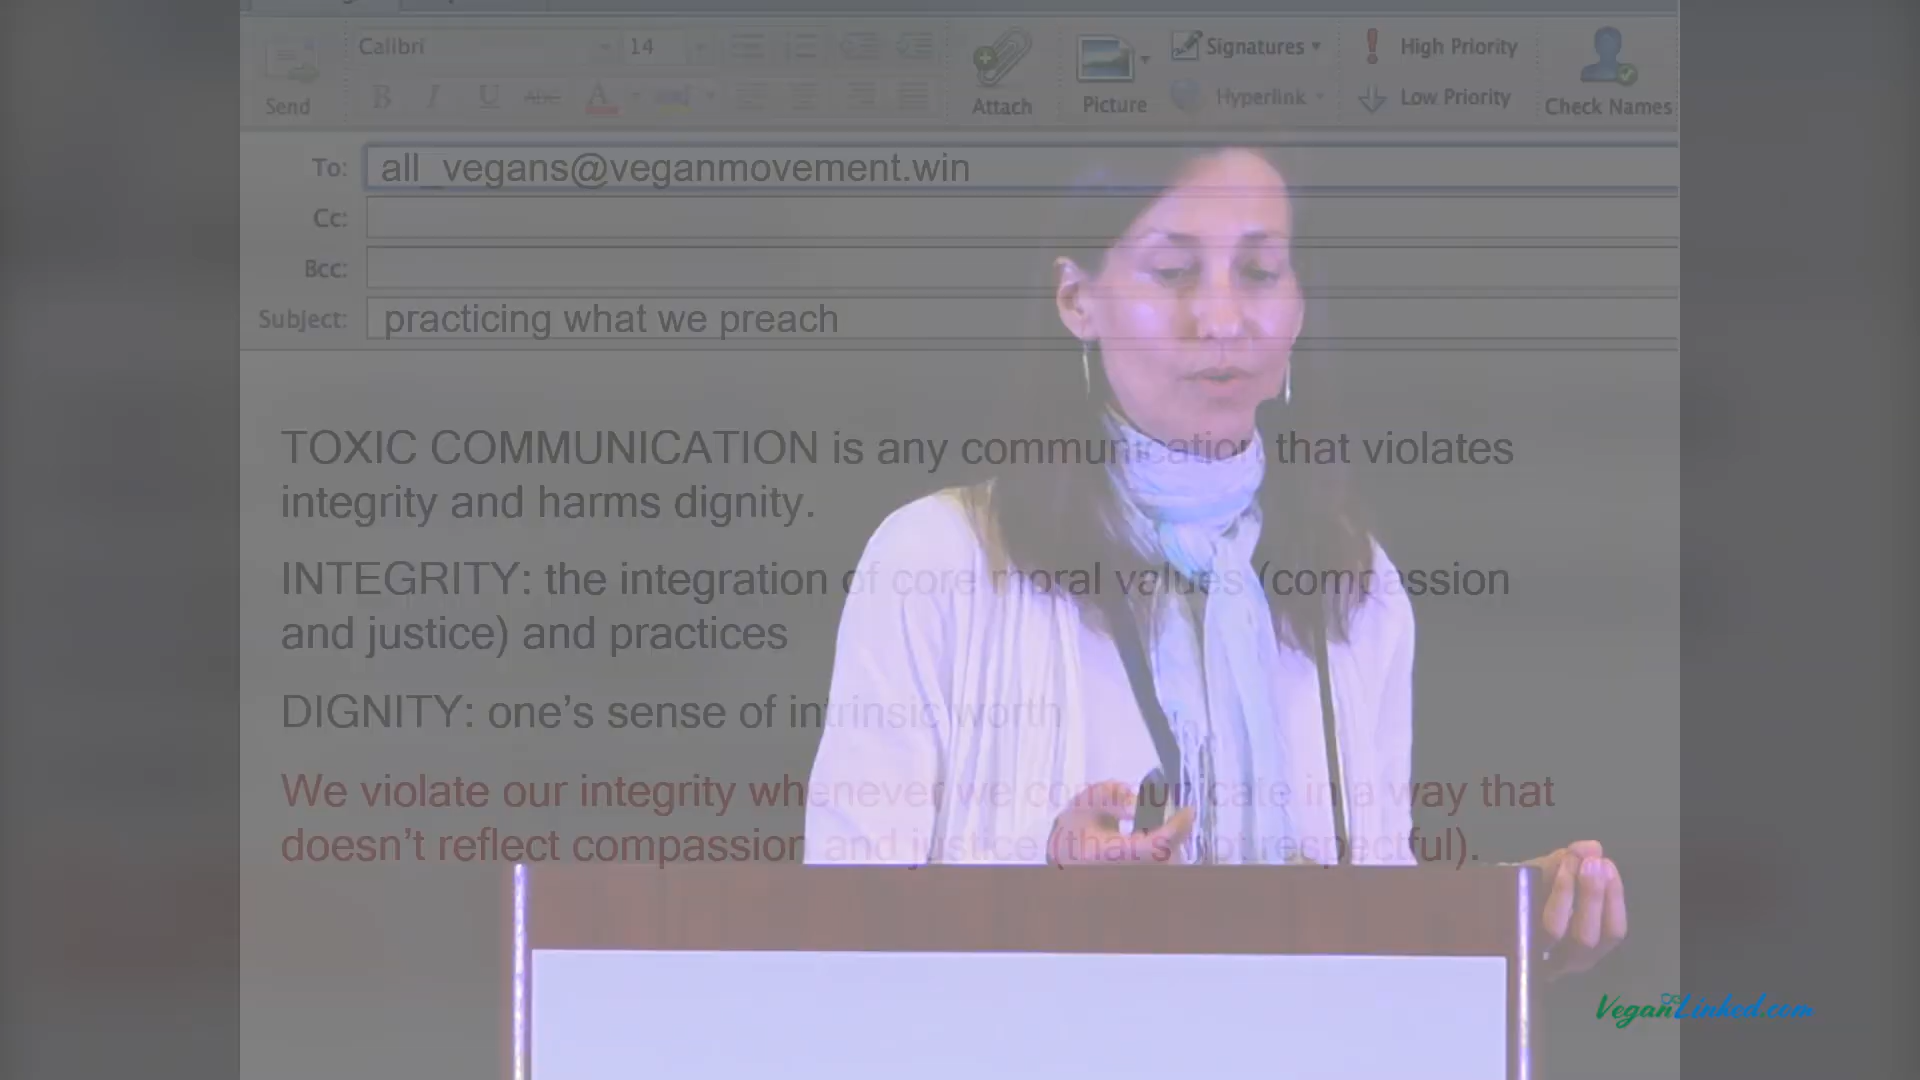 Calibri 14
Send
B I U Abc A
Attach
Picture
Signatures
Hyperlink
High Priority
Low Priority
Check Names
To: all_vegans@veganmovement.win
Cc:
Bcc:
Subject: practicing what we preach
TOXIC COMMUNICATION is any communication that violates
integrity and harms dignity.
INTEGRITY: the integration of core moral values (compassion
and justice) and practices
DIGNITY: one’s sense of intrinsic worth
We violate our integrity whenever we communicate in a way that
doesn’t reflect compassion and justice (that’s not respectful).
VeganLinked.com